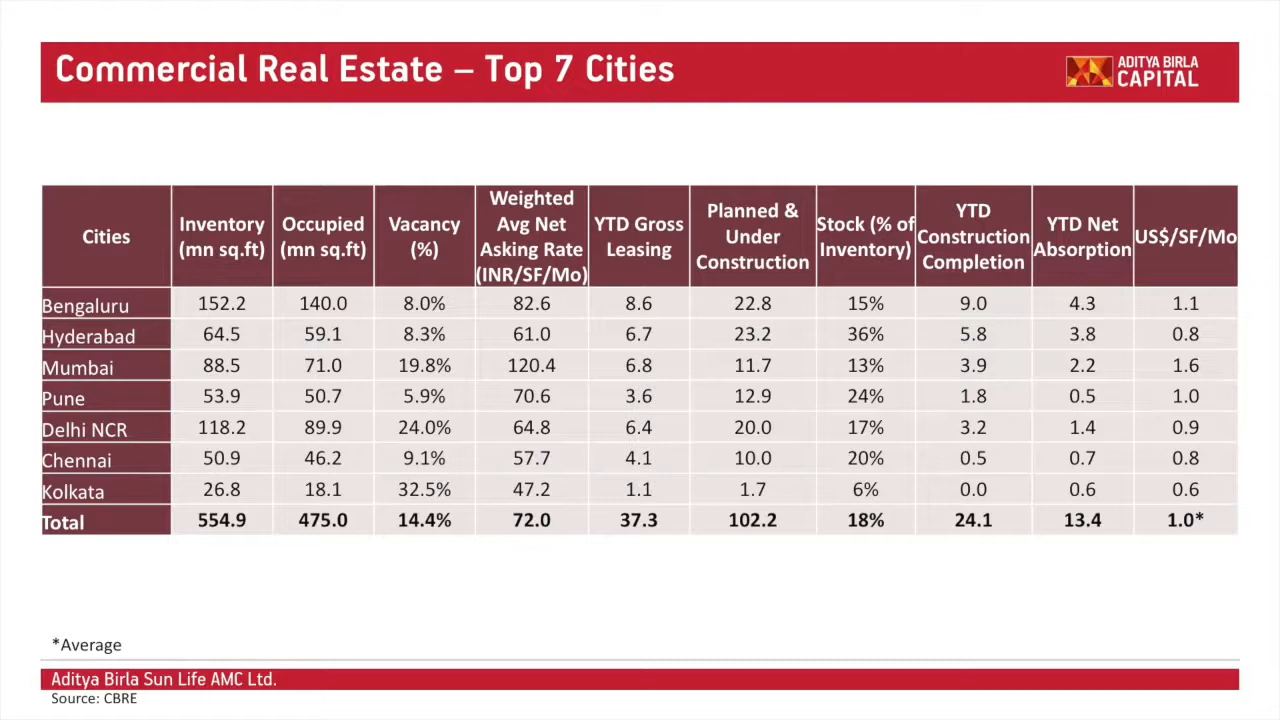 Commercial Real Estate – Top 7 Cities
ADITYA BIRLA
CAPITAL
Cities Inventory (mn sq.ft) Occupied (mn sq.ft) Vacancy (%) Weighted Avg Net Asking Rate (INR/SF/Mo) YTD Gross Leasing Planned & Under Construction Stock (% of Inventory) YTD Construction Completion YTD Net Absorption US$/SF/Mo
Bengaluru 152.2 140.0 8.0% 82.6 8.6 22.8 15% 9.0 4.3 1.1
Hyderabad 64.5 59.1 8.3% 61.0 6.7 23.2 36% 5.8 3.8 0.8
Mumbai 88.5 71.0 19.8% 120.4 6.8 11.7 13% 3.9 2.2 1.6
Pune 53.9 50.7 5.9% 70.6 3.6 12.9 24% 1.8 0.5 1.0
Delhi NCR 118.2 89.9 24.0% 64.8 6.4 20.0 17% 3.2 1.4 0.9
Chennai 50.9 46.2 9.1% 57.7 4.1 10.0 20% 0.5 0.7 0.8
Kolkata 26.8 18.1 32.5% 47.2 1.1 1.7 6% 0.0 0.6 0.6
Total 554.9 475.0 14.4% 72.0 37.3 102.2 18% 24.1 13.4 1.0*
*Average
Aditya Birla Sun Life AMC Ltd.
Source: CBRE